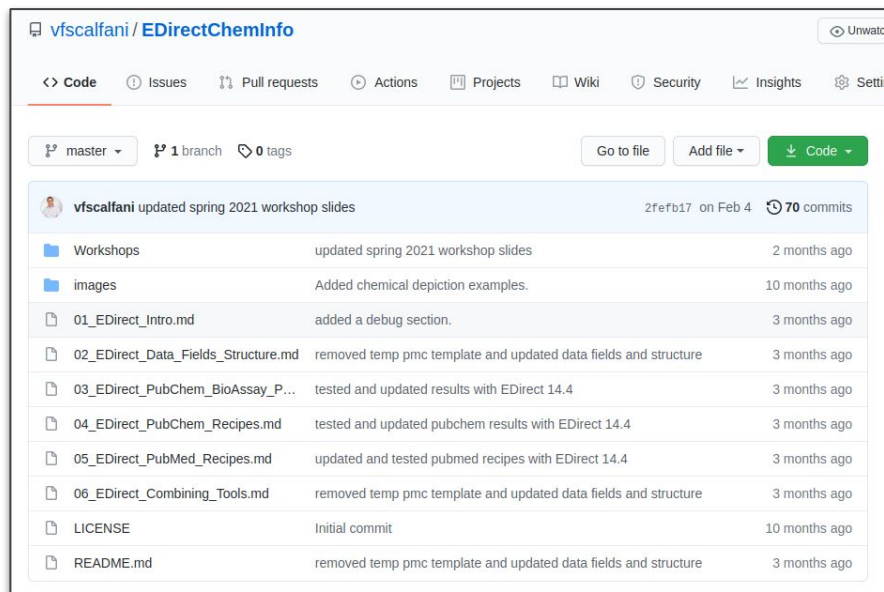 vfscalfani / EDirectChemInfo
Unwatc
Code Issues Pull requests Actions Projects Wiki Security Insights Setti
master 1 branch 0 tags Go to file Add file Code
vfscalfani updated spring 2021 workshop slides 2fefb17 on Feb 4 70 commits
Workshops updated spring 2021 workshop slides 2 months ago
images Added chemical depiction examples. 10 months ago
01_EDirect_Intro.md added a debug section. 3 months ago
02_EDirect_Data_Fields_Structure.md removed temp pmc template and updated data fields and structure 3 months ago
03_EDirect_PubChem_BioAssay_P... tested and updated results with EDirect 14.4 3 months ago
04_EDirect_PubChem_Recipes.md tested and updated pubchem results with EDirect 14.4 3 months ago
05_EDirect_PubMed_Recipes.md updated and tested pubmed recipes with EDirect 14.4 3 months ago
06_EDirect_Combining_Tools.md removed temp pmc template and updated data fields and structure 3 months ago
LICENSE Initial commit 10 months ago
README.md removed temp pmc template and updated data fields and structure 3 months ago